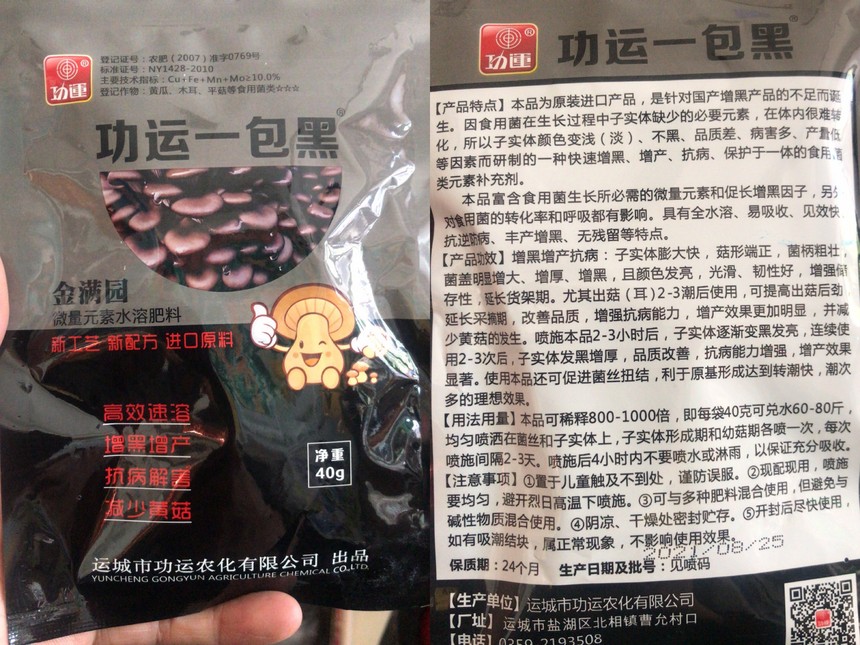 功運®
登记证号：农肥（2007）准字0769号
标准证号：NY1428-2010
主要技术指标：Cu+Fe+Mn+Mo≥10.0%
登记作物：黄瓜、木耳、平菇等食用菌类☆☆☆
功运一包黑®
金满园
微量元素水溶肥料
新工艺 新配方 进口原料
高效速溶
增黑增产
抗病解害
减少黄菇
净重
40g
运城市功运农化有限公司 出品
YUNCHENG GONGYUN AGRICULTURE CHEMICAL CO.LTD.
功運®
功运一包黑®
【产品特点】本品为原装进口产品，是针对国产增黑产品的不足而诞
生。因食用菌在生长过程中子实体缺少的必要元素，在体内很难转
化，所以子实体颜色变浅（淡）、不黑、品质差、病害多、产量低
等因素而研制的一种快速增黑、增产、抗病、保护于一体的食用菌
类元素补充剂。
本品富含食用菌生长所必需的微量元素和促长增黑因子，另外
对食用菌的转化率和呼吸都有影响。具有全水溶、易吸收、见效快、
抗逆防病、丰产增黑、无残留等特点。
【产品功效】增黑增产抗病：子实体膨大快，菇形端正，菌柄粗壮，
菌盖明显增大、增厚、增黑，且颜色发亮，光滑、韧性好，增强保
存性，延长货架期。尤其出菇（耳）2-3潮后使用，可提高出菇后劲，
延长采摘期，改善品质，增强抗病能力，增产效果更加明显，并减
少黄菇的发生。喷施本品2-3小时后，子实体逐渐变黑发亮，连续使
用2-3次后，子实体发黑增厚，品质改善，抗病能力增强，增产效果
显著。使用本品还可促进菌丝扭结，利于原基形成达到转潮快，潮次
多的理想效果。
【用法用量】本品可稀释800-1000倍，即每袋40克可兑水60-80斤，
均匀喷洒在菌丝和子实体上，子实体形成期和幼菇期各喷一次，每次
喷施间隔2-3天。喷施后4小时内不要喷水或淋雨，以保证充分吸收。
【注意事项】①置于儿童触及不到处，谨防误服。②现配现用，喷施
要均匀，避开烈日高温下喷施。③可与多种肥料混合使用，但避免与
碱性物质混合使用。④阴凉、干燥处密封贮存。⑤开封后尽快使用，
如有吸潮结块，属正常现象，不影响使用效果。
2021/08/25
保质期：24个月 生产日期及批号：见喷码
【生产单位】运城市功运农化有限公司
【厂址】运城市盐湖区北相镇曹允村口
【电话】0359-2193508